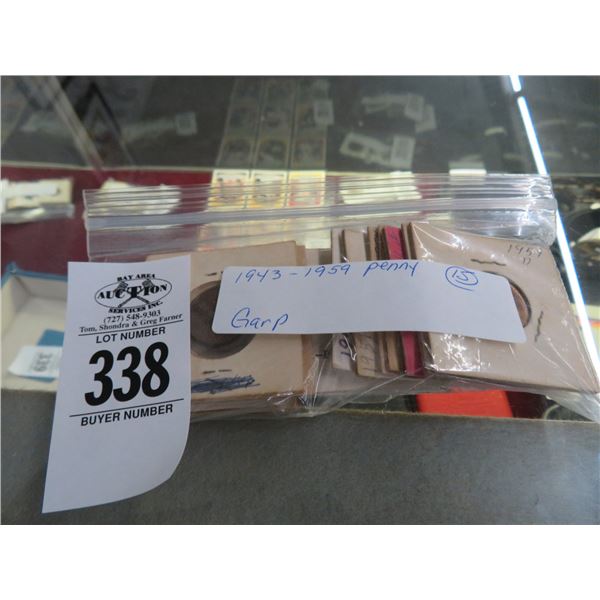 1943-1959 penny 15
Garp
1959
D
BAY AREA
AUCTION
SERVICES INC.
(727) 548-9303
Tom, Shondra & Greg Farner
LOT NUMBER
338
BUYER NUMBER